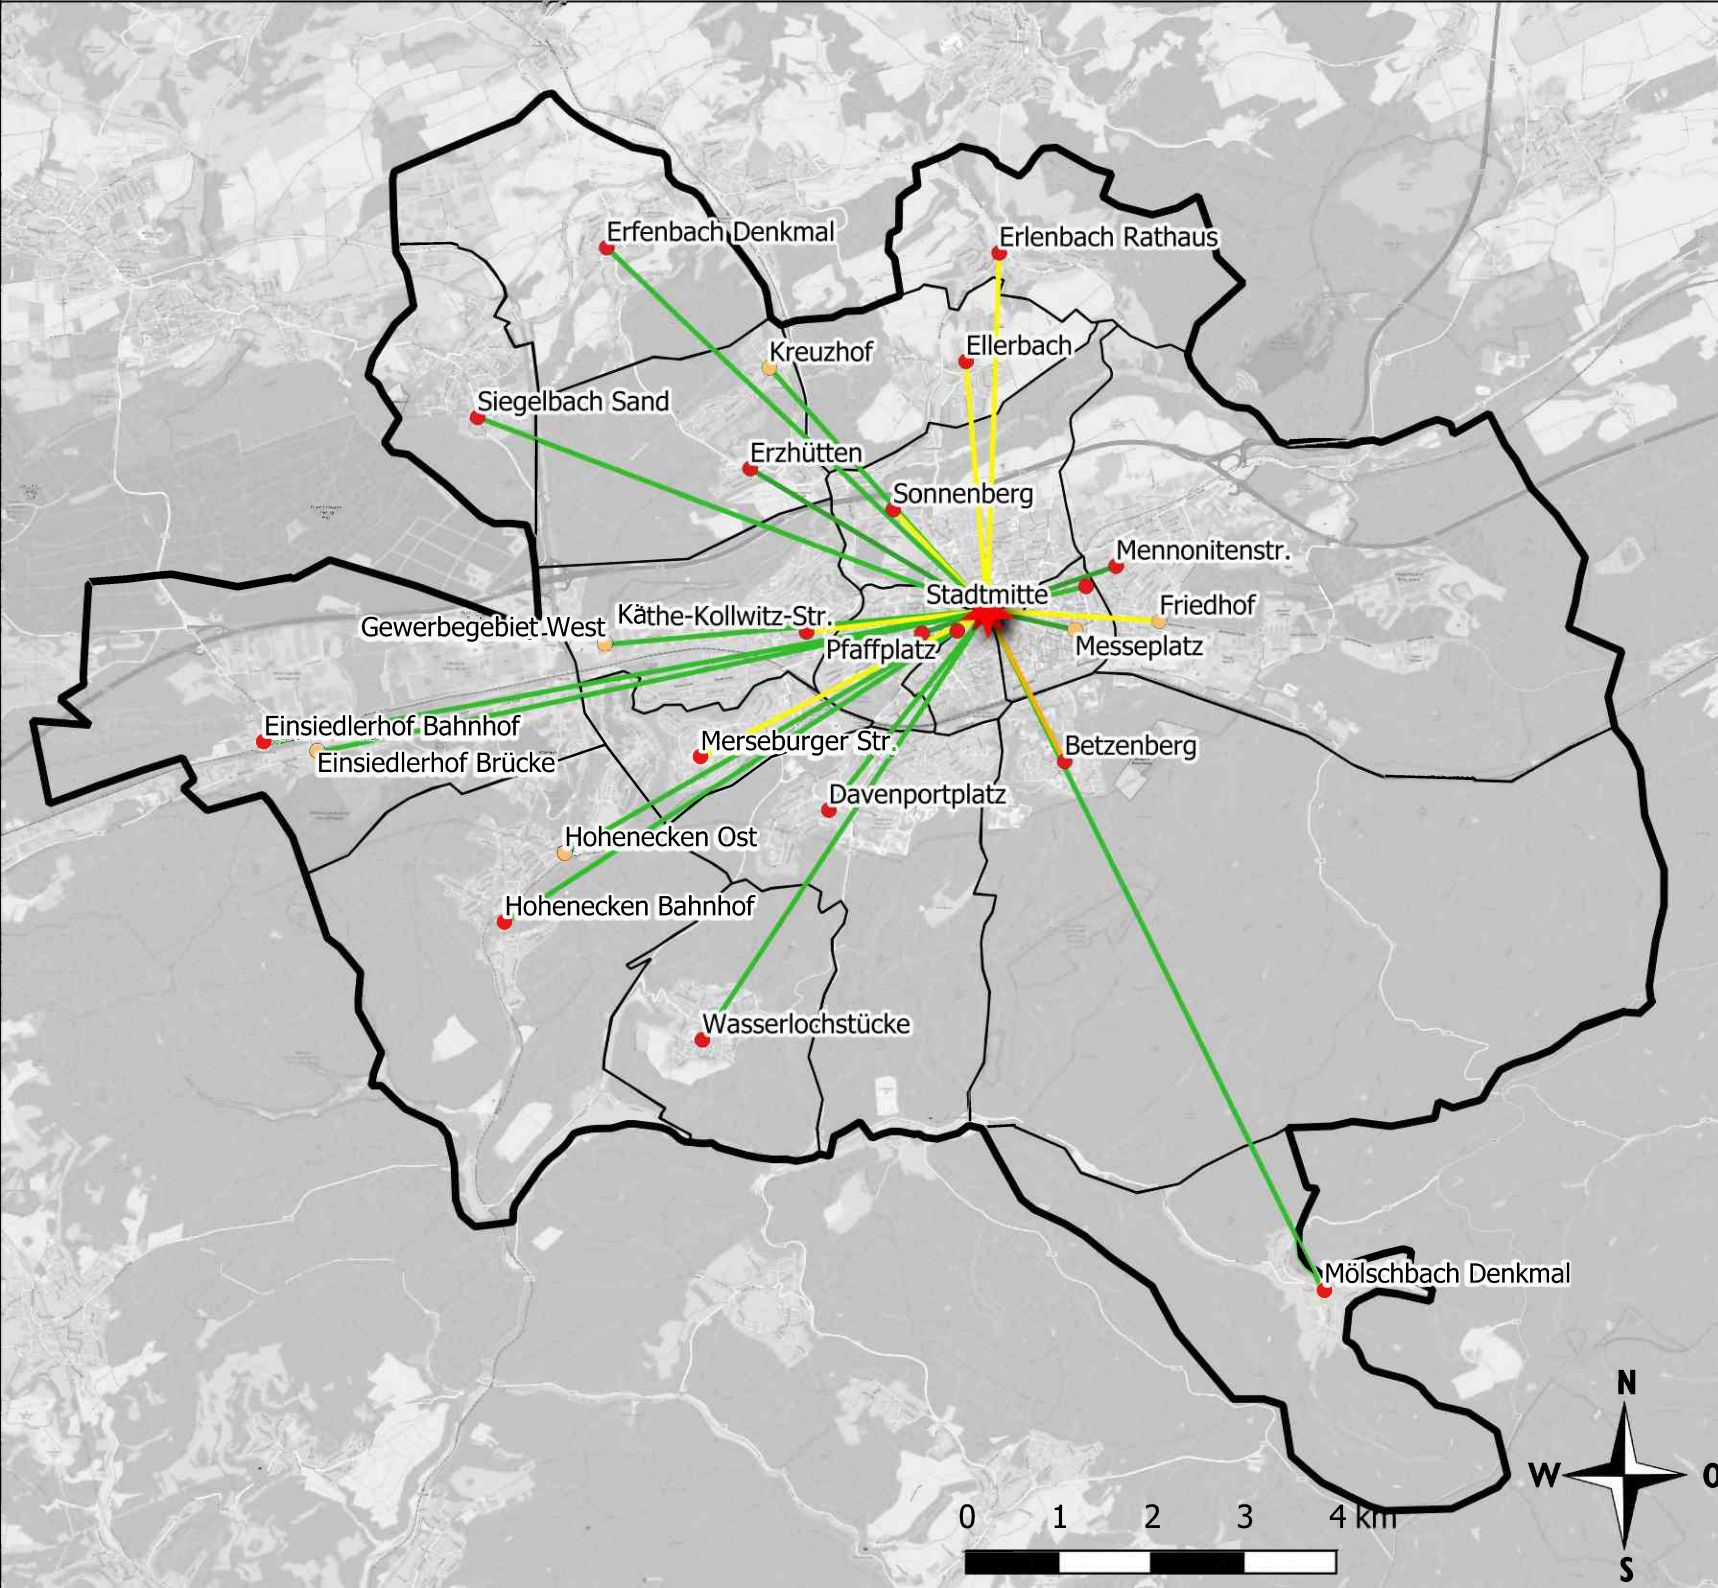 Erfenbach Denkmal
Erlenbach Rathaus
Kreuzhof
Ellerbach
Siegelbach Sand
Erzhütten
Sonnenberg
Mennonitenstr.
Stadtmitte
Friedhof
Käthe-Kollwitz-Str.
Gewerbegebiet West
Pfaffplatz
Messeplatz
Einsiedlerhof Bahnhof
Einsiedlerhof Brücke
Merseburger Str.
Betzenberg
Davenportplatz
Hohenecken Ost
Hohenecken Bahnhof
Wasserlochstücke
Mölschbach Denkmal
N
W O
S
0 1 2 3 4 km